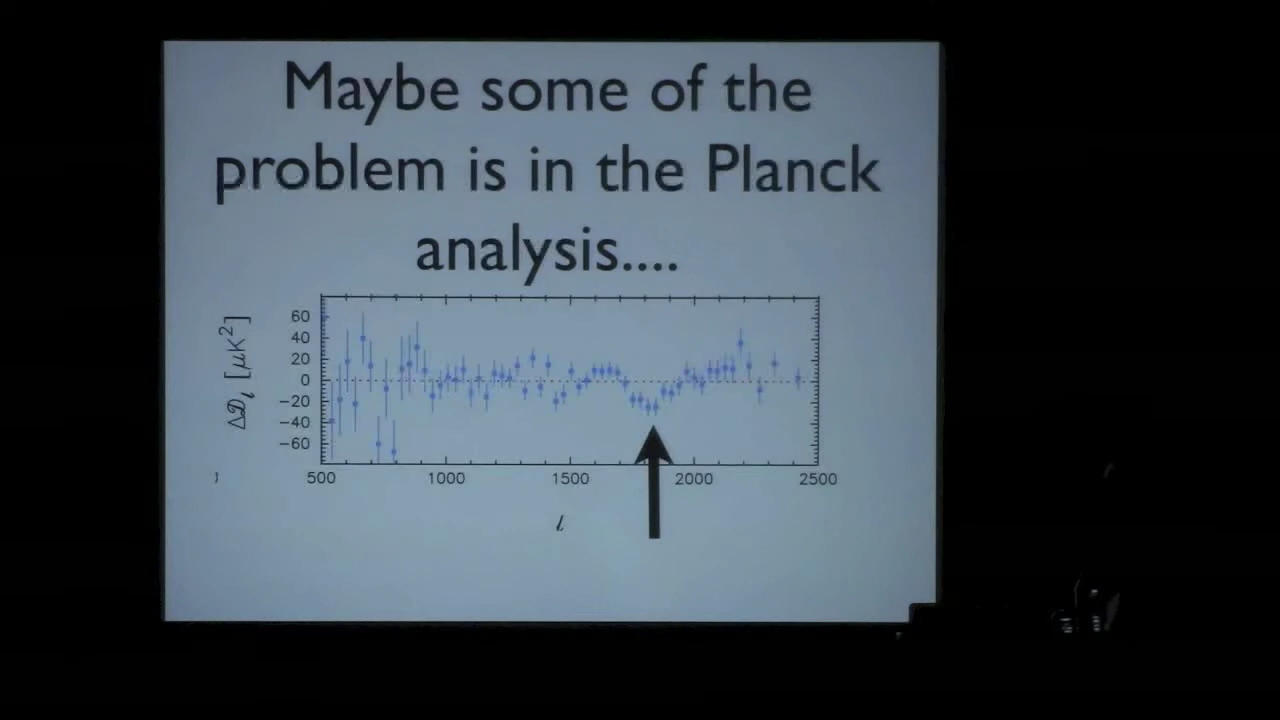 Maybe some of the
problem is in the Planck
analysis....
60
40
20
0
−20
−40
−60
Δ𝒟ℓ [μK²]
500 1000 1500 2000 2500
ℓ